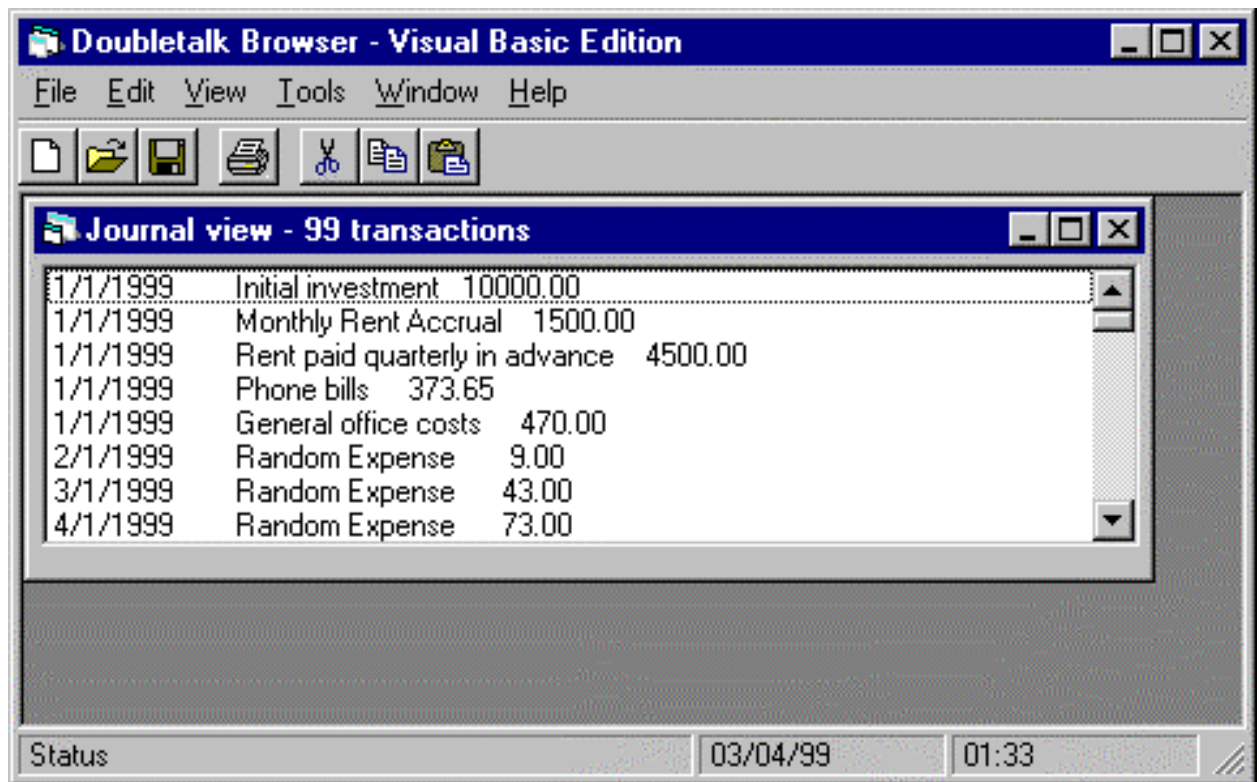 Doubletalk Browser - Visual Basic Edition
File Edit View Tools Window Help
Journal view - 99 transactions
1/1/1999 Initial investment 10000.00
1/1/1999 Monthly Rent Accrual 1500.00
1/1/1999 Rent paid quarterly in advance 4500.00
1/1/1999 Phone bills 373.65
1/1/1999 General office costs 470.00
2/1/1999 Random Expense 9.00
3/1/1999 Random Expense 43.00
4/1/1999 Random Expense 73.00
Status 03/04/99 01:33